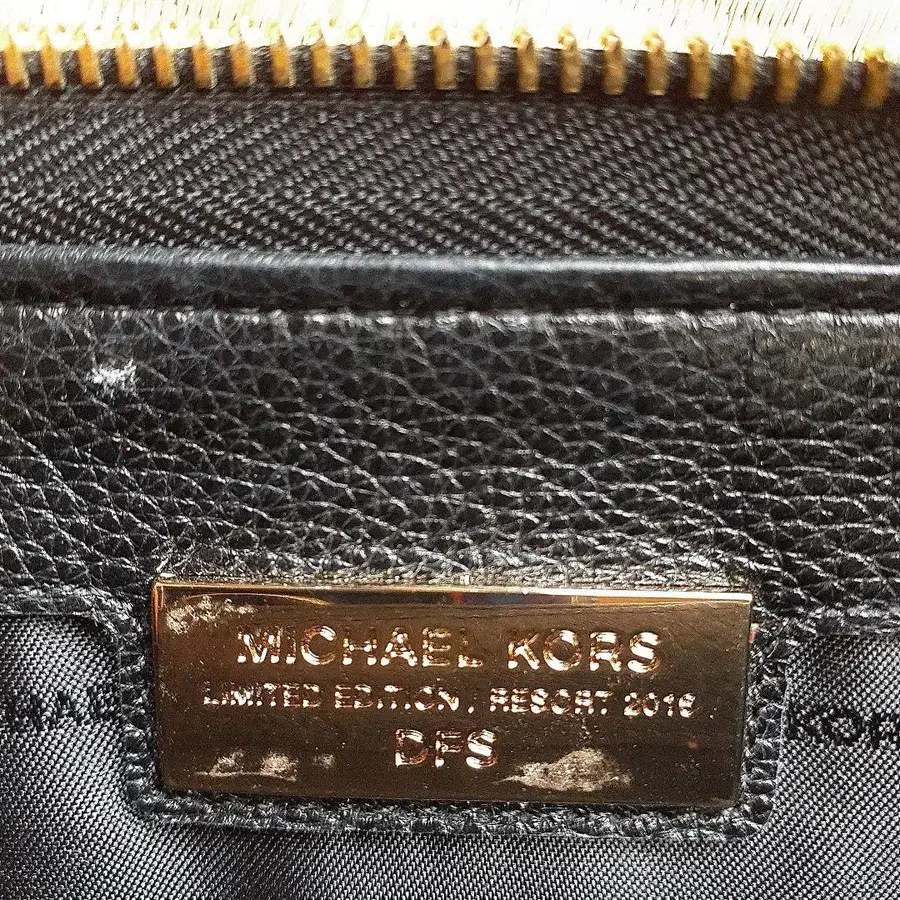 MICHAEL KORS
LIMITED EDITION, RESORT 2016
DFS